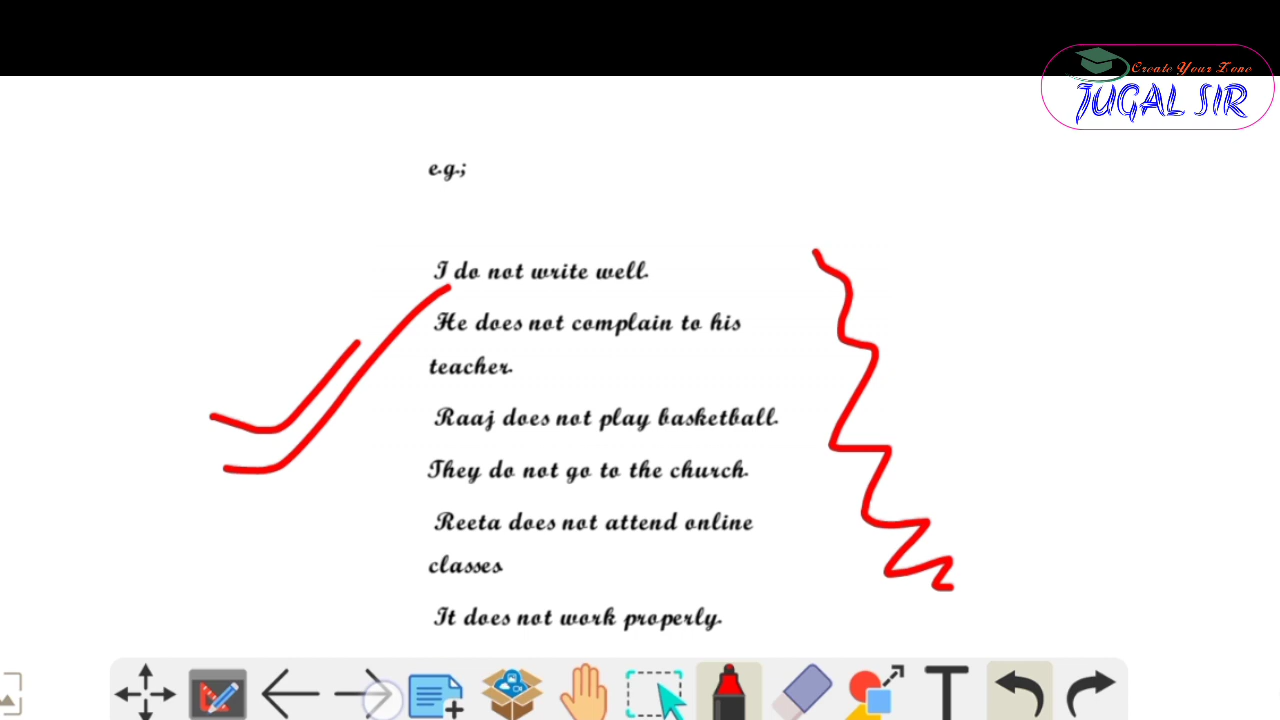 Create Your Zone
JUGAL SIR
e.g.;
I do not write well.
He does not complain to his
teacher.
Raaj does not play basketball.
They do not go to the church.
Reeta does not attend online
classes
It does not work properly.
T